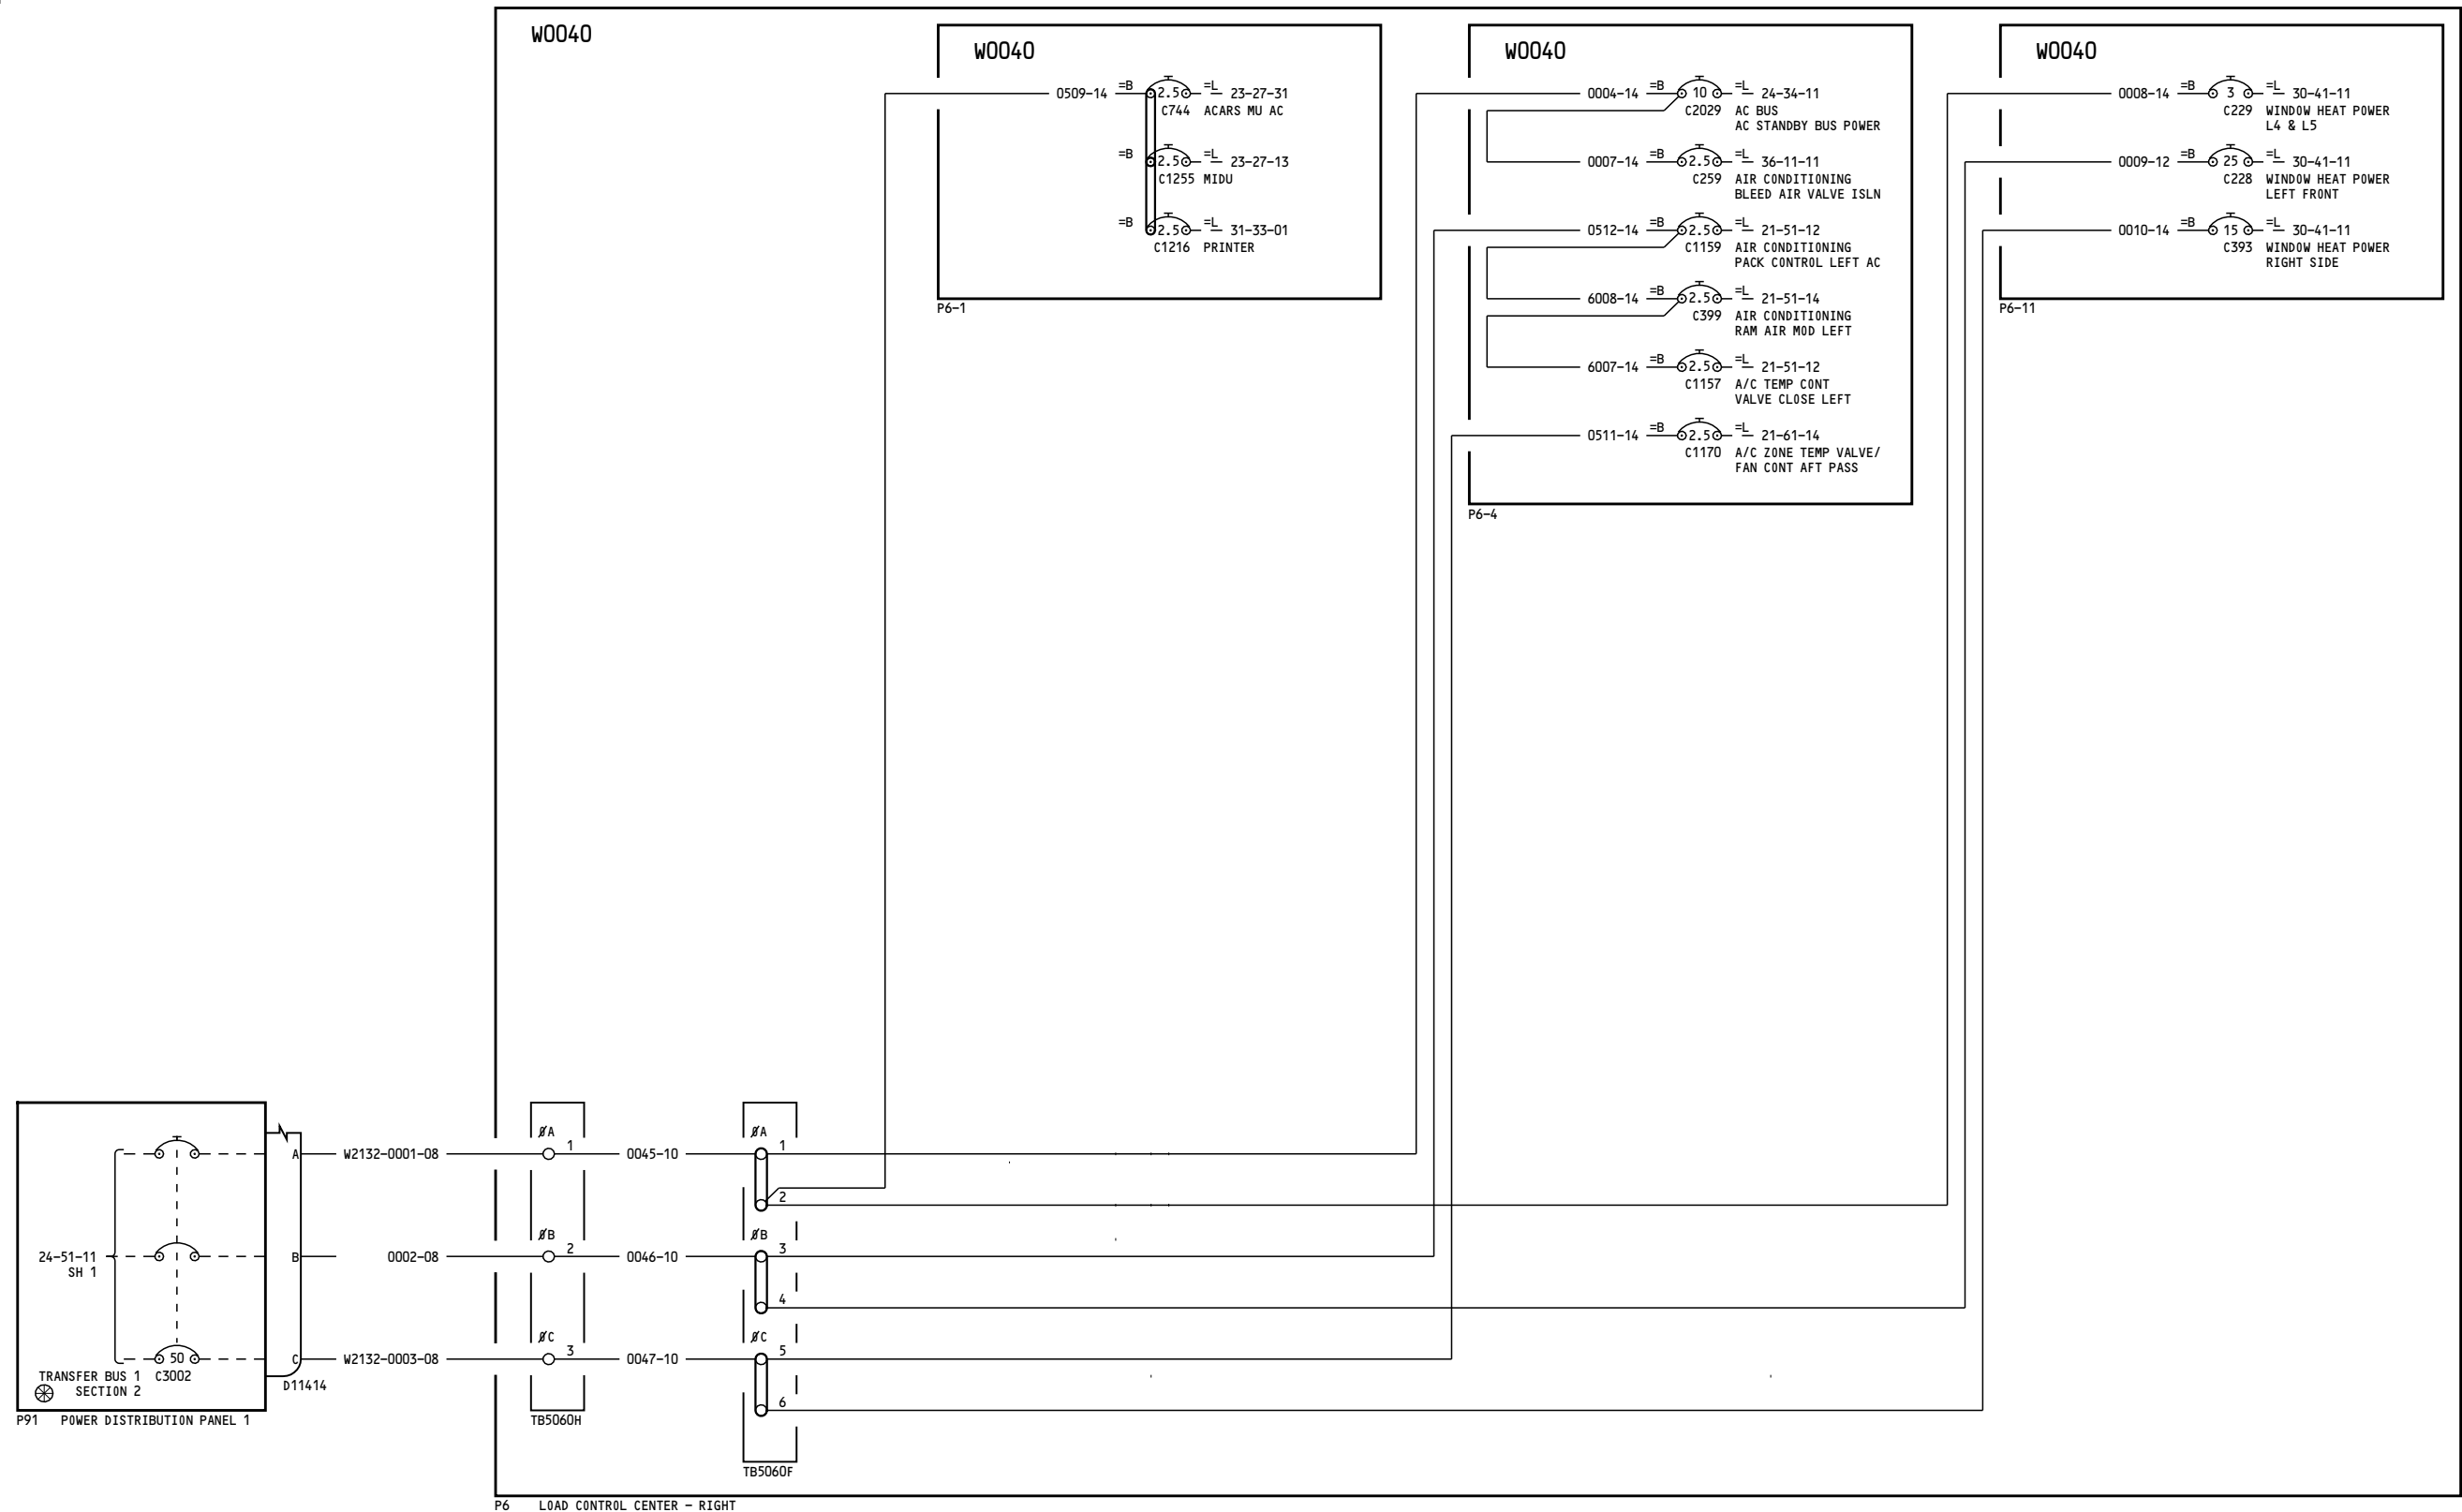 W0040
W0040
0509-14 =B 2.5 =L 23-27-31
C744 ACARS MU AC
=B 2.5 =L 23-27-13
C1255 MIDU
=B 2.5 =L 31-33-01
C1216 PRINTER
P6-1
W0040
0004-14 =B 10 =L 24-34-11
C2029 AC BUS
AC STANDBY BUS POWER
0007-14 =B 2.5 =L 36-11-11
C259 AIR CONDITIONING
BLEED AIR VALVE ISLN
0512-14 =B 2.5 =L 21-51-12
C1159 AIR CONDITIONING
PACK CONTROL LEFT AC
6008-14 =B 2.5 =L 21-51-14
C399 AIR CONDITIONING
RAM AIR MOD LEFT
6007-14 =B 2.5 =L 21-51-12
C1157 A/C TEMP CONT
VALVE CLOSE LEFT
0511-14 =B 2.5 =L 21-61-14
C1170 A/C ZONE TEMP VALVE/
FAN CONT AFT PASS
P6-4
W0040
0008-14 =B 3 =L 30-41-11
C229 WINDOW HEAT POWER
L4 & L5
0009-12 =B 25 =L 30-41-11
C228 WINDOW HEAT POWER
LEFT FRONT
0010-14 =B 15 =L 30-41-11
C393 WINDOW HEAT POWER
RIGHT SIDE
P6-11
ØA ØA
A W2132-0001-08 1 0045-10 1
2
ØB ØB
24-51-11 B 0002-08 2 0046-10 3
SH 1
4
ØC ØC
50 C W2132-0003-08 3 0047-10 5
TRANSFER BUS 1 C3002
SECTION 2
D11414
6
P91 POWER DISTRIBUTION PANEL 1
TB5060H
TB5060F
P6 LOAD CONTROL CENTER - RIGHT